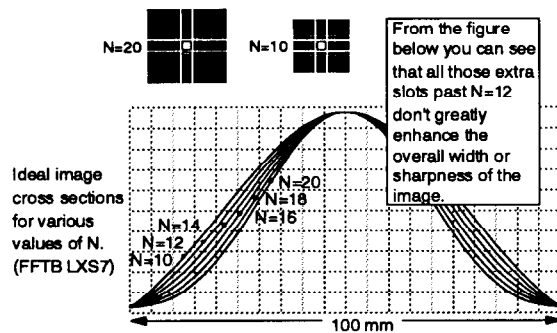 N=20
N=10
From the figure
below you can see
that all those extra
slots past N=12
don't greatly
enhance the
overall width or
sharpness of the
image.
Ideal image
cross sections
for various
values of N.
(FFTB LXS7)
N=20
N=18
N=16
N=14
N=12
N=10
100 mm